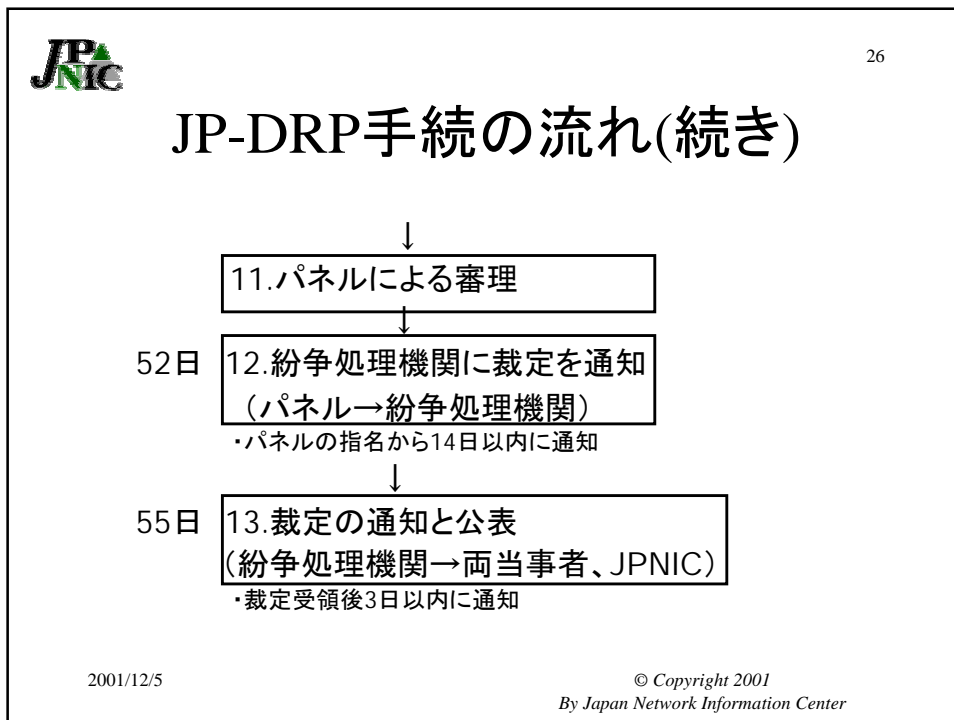 JPNIC
26
JP-DRP手続の流れ(続き)
↓
11.パネルによる審理
↓
52日 12.紛争処理機関に裁定を通知
（パネル→紛争処理機関）
・パネルの指名から14日以内に通知
↓
55日 13.裁定の通知と公表
（紛争処理機関→両当事者、JPNIC）
・裁定受領後3日以内に通知
2001/12/5
© Copyright 2001
By Japan Network Information Center